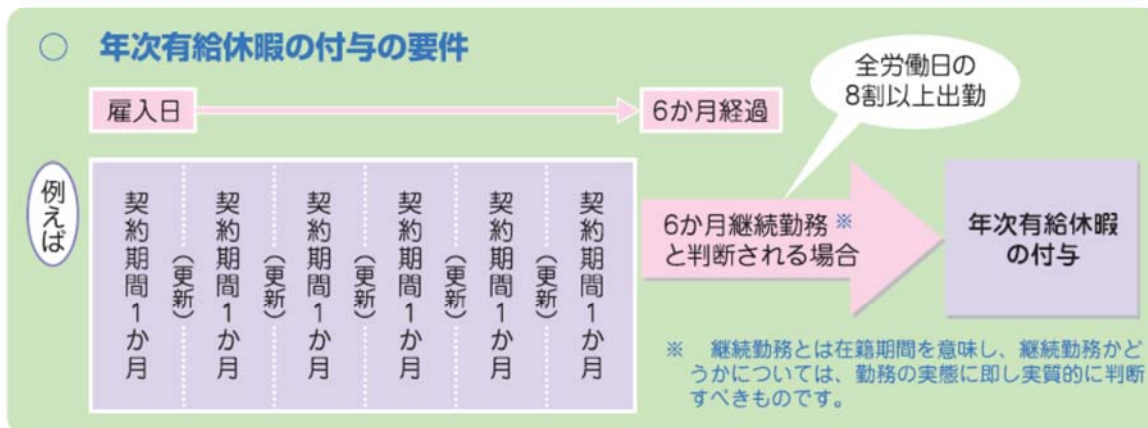 ○ 年次有給休暇の付与の要件
全労働日の
8割以上出勤
雇入日
6か月経過
例えば
契約期間1か月
(更新)
契約期間1か月
(更新)
契約期間1か月
(更新)
契約期間1か月
(更新)
契約期間1か月
(更新)
契約期間1か月
6か月継続勤務※
と判断される場合
年次有給休暇
の付与
※ 継続勤務とは在籍期間を意味し、継続勤務かど
うかについては、勤務の実態に即し実質的に判断
すべきものです。